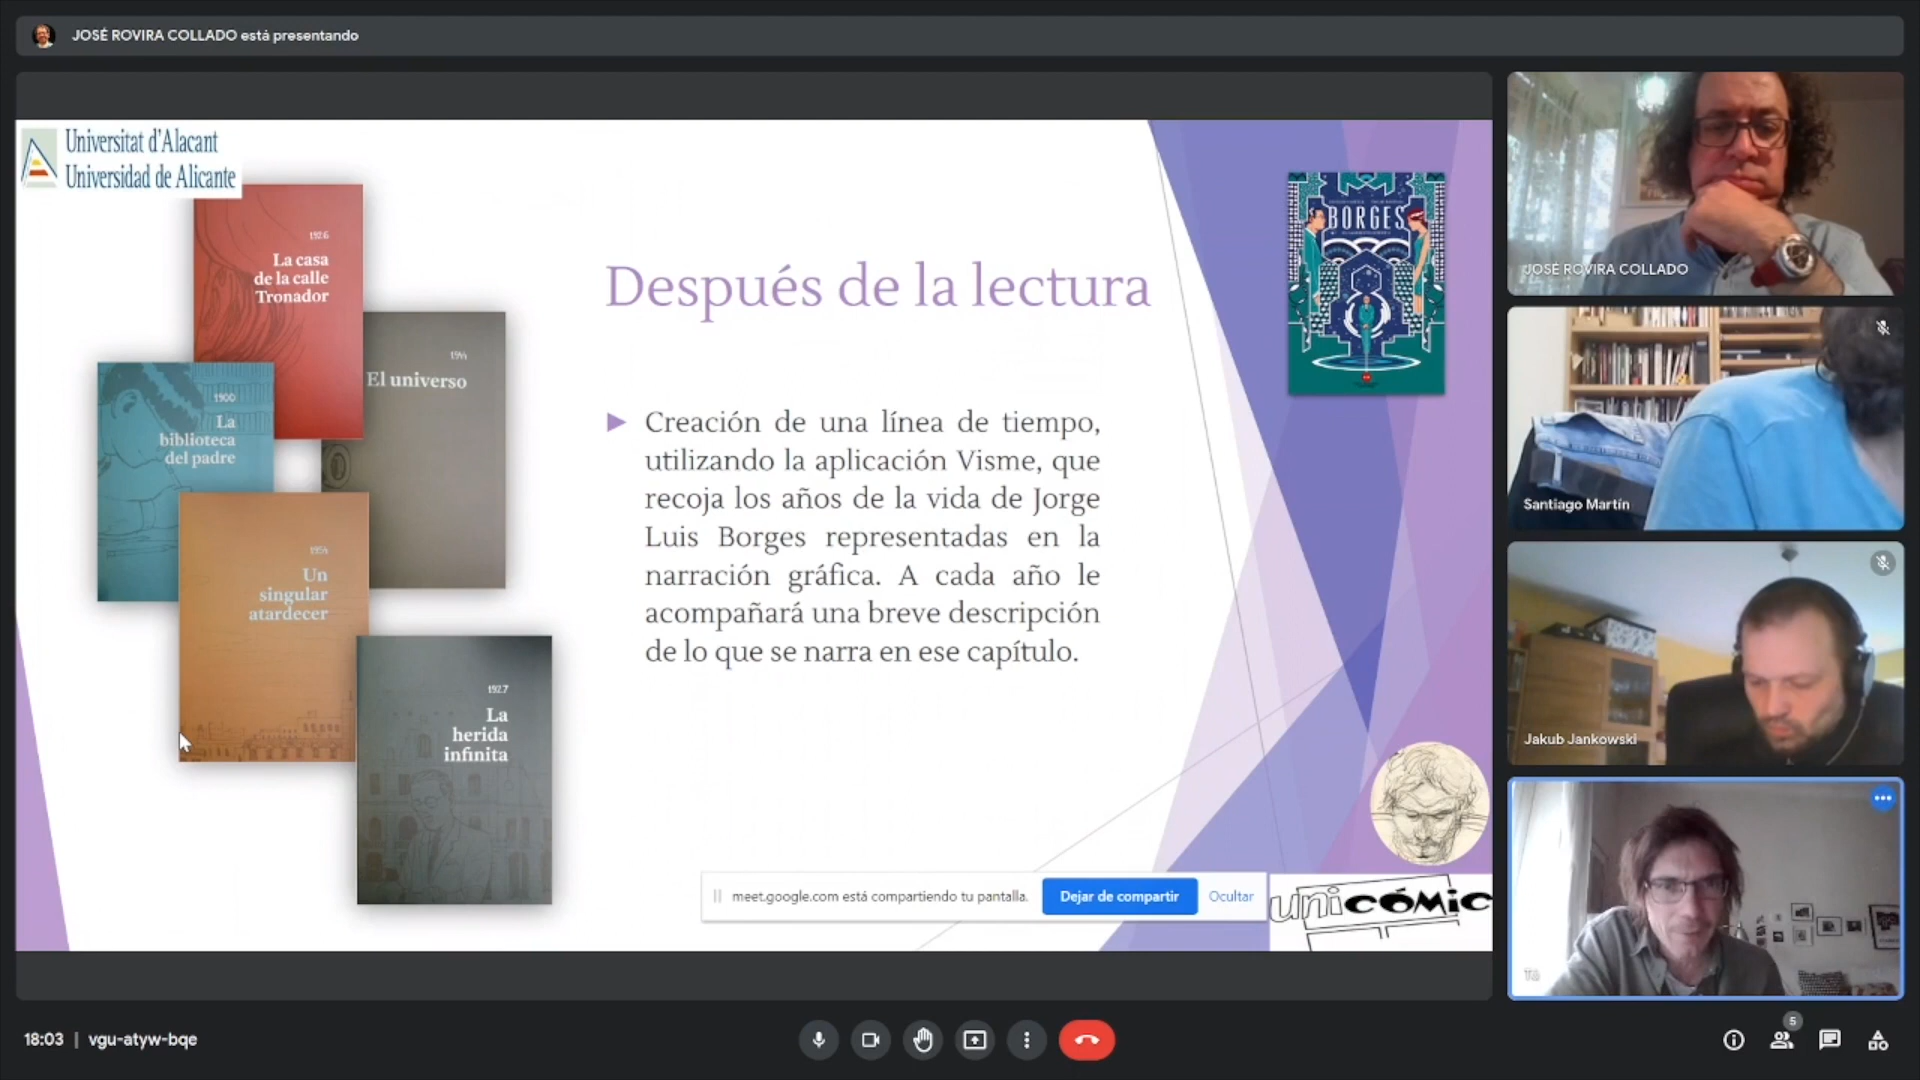 JOSÉ ROVIRA COLLADO está presentando
Universitat d'Alacant
Universidad de Alicante
1926
La casa
de la calle
Tronador
El universo
1900
La
biblioteca
del padre
Un
singular
atardecer
1927
La
herida
infinita
Después de la lectura
Creación de una línea de tiempo,
utilizando la aplicación Visme, que
recoja los años de la vida de Jorge
Luis Borges representadas en la
narración gráfica. A cada año le
acompañará una breve descripción
de lo que se narra en ese capítulo.
BORGES
meet.google.com está compartiendo tu pantalla.
Dejar de compartir
Ocultar
unicómic
JOSÉ ROVIRA COLLADO
Santiago Martín
Jakub Jankowski
Tú
18:03 | vgu-atyw-bqe
5